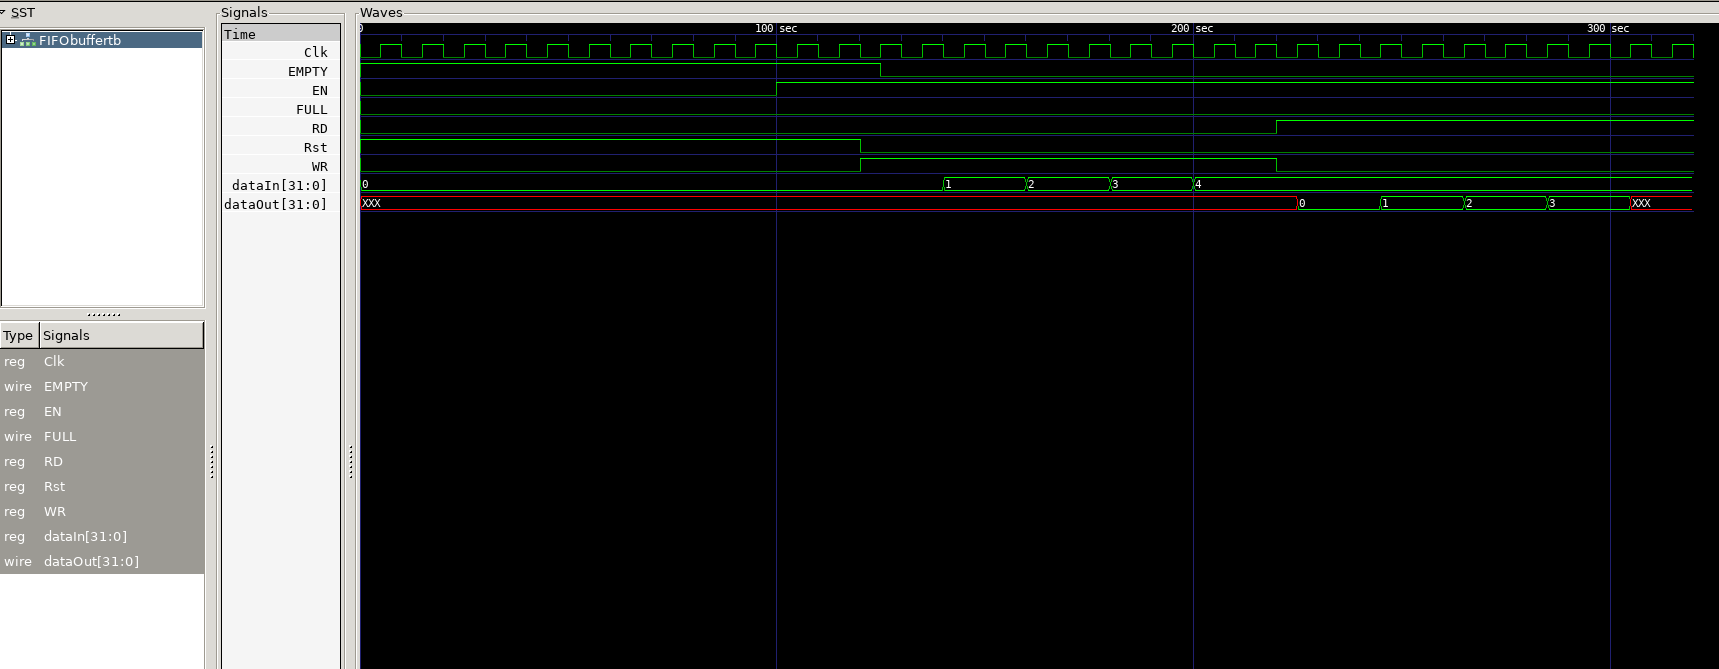 SST
FIFObuffertb
Type Signals
reg Clk
wire EMPTY
reg EN
wire FULL
reg RD
reg Rst
reg WR
reg dataIn[31:0]
wire dataOut[31:0]
Signals
Time
Clk
EMPTY
EN
FULL
RD
Rst
WR
dataIn[31:0]
dataOut[31:0]
Waves
0 100 sec 200 sec 300 sec
0 1 2 3 4
XXX 0 1 2 3 XXX